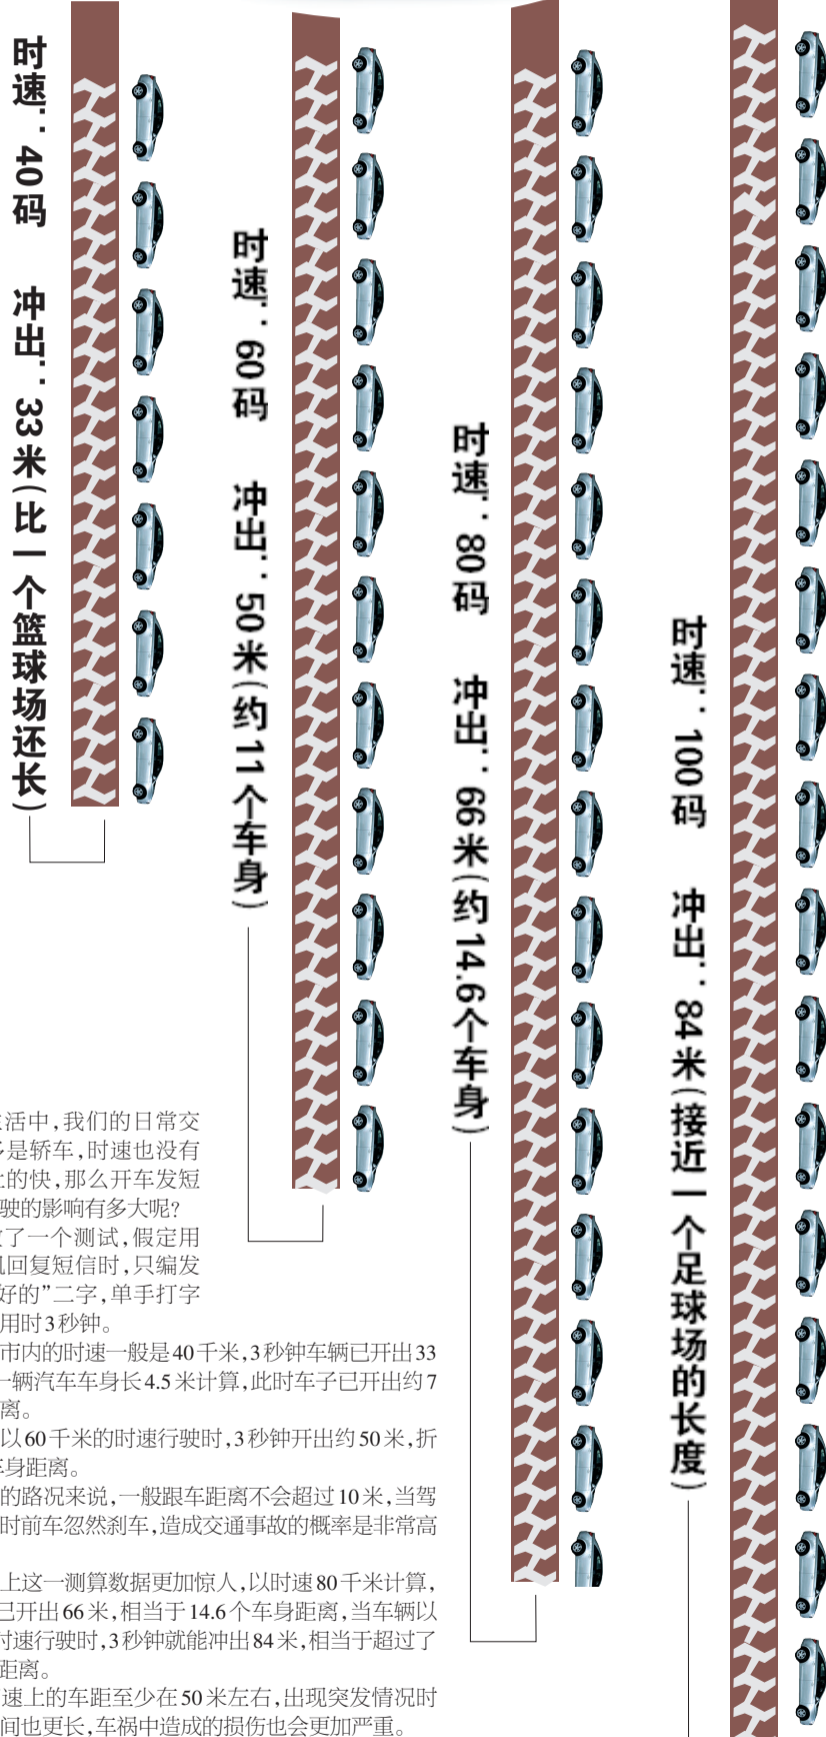 时速：40码 冲出：33米(比一个篮球场还长)
时速：60码 冲出：50米(约11个车身)
时速：80码 冲出：66米(约14.6个车身)
时速：100码 冲出：84米(接近一个足球场的长度)
活中，我们的日常交
是轿车，时速也没有
的快，那么开车发短
驶的影响有多大呢？
了一个测试，假定用
回复短信时，只编发
好的”二字，单手打字
用时3秒钟。
市内的时速一般是40千米，3秒钟车辆已开出33
一辆汽车车身长4.5米计算，此时车子已开出约7
离。
以60千米的时速行驶时，3秒钟开出约50米，折
车身距离。
的路况来说，一般跟车距离不会超过10米，当驾
时前车忽然刹车，造成交通事故的概率是非常高
上这一测算数据更加惊人，以时速80千米计算，
已开出66米，相当于14.6个车身距离，当车辆以
时速行驶时，3秒钟就能冲出84米，相当于超过了
距离。
速上的车距至少在50米左右，出现突发情况时
间也更长，车祸中造成的损伤也会更加严重。